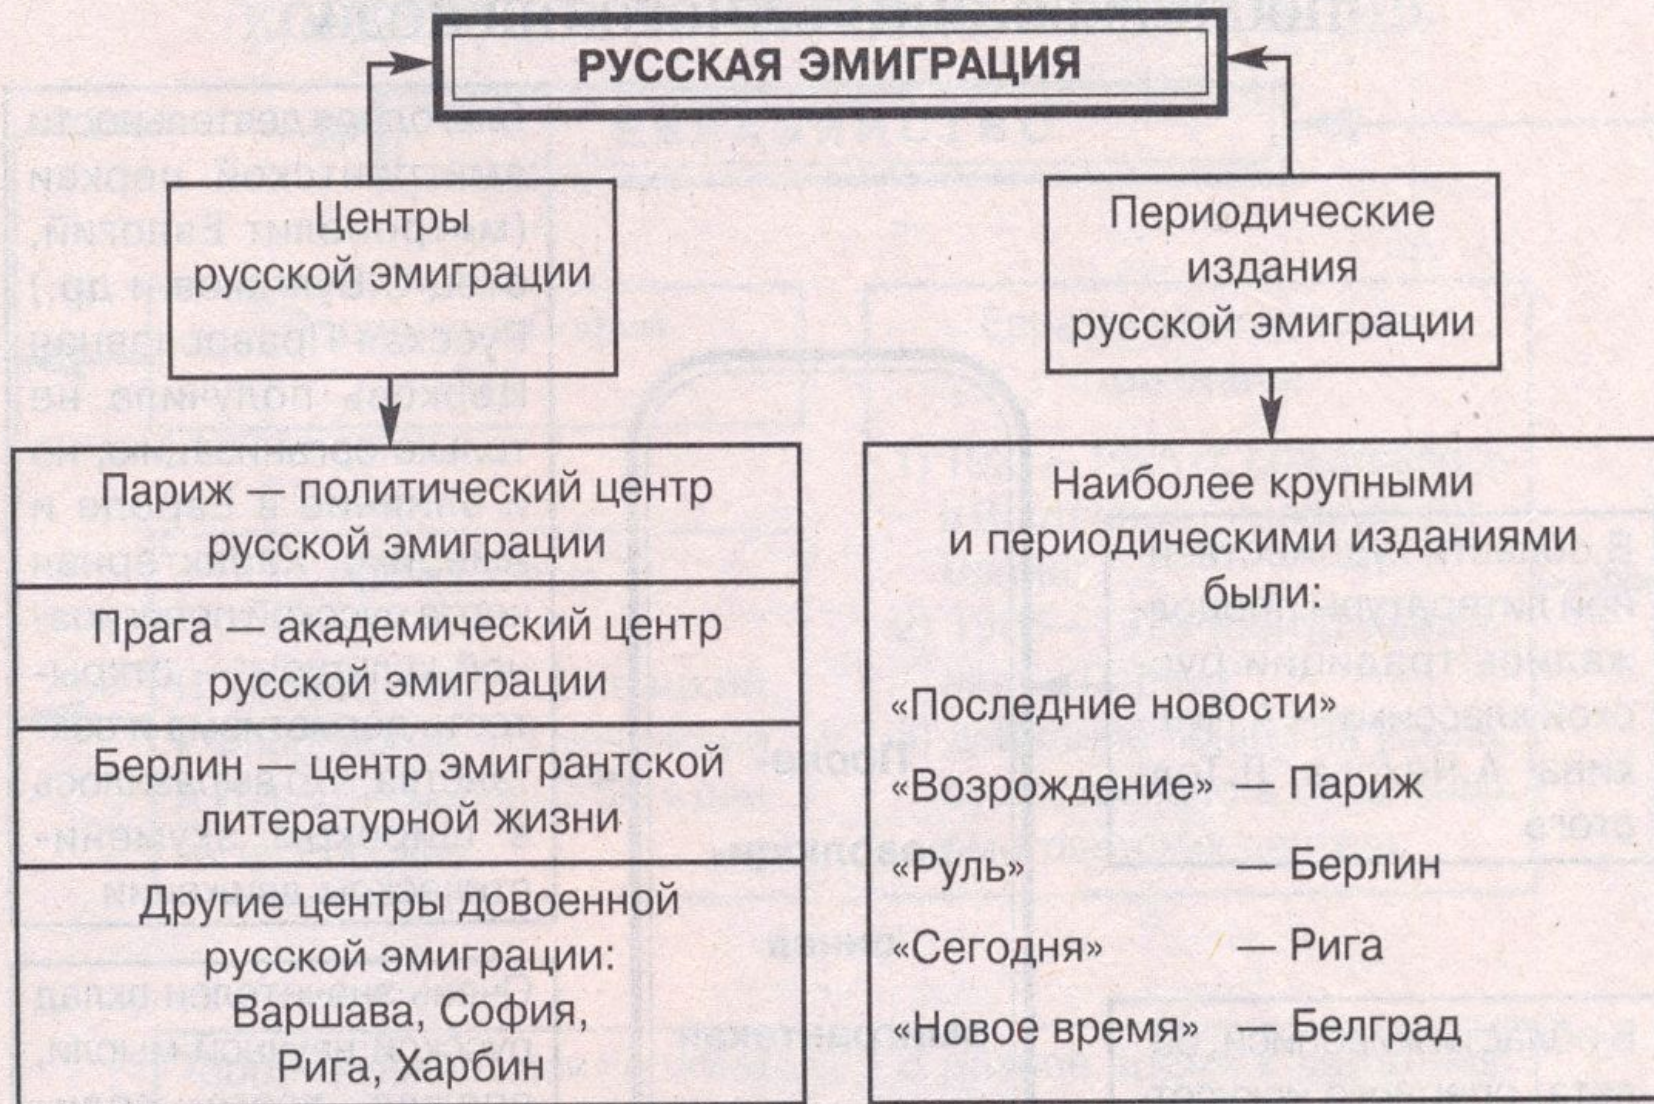 РУССКАЯ ЭМИГРАЦИЯ
Центры
русской эмиграции
Париж — политический центр
русской эмиграции
Прага — академический центр
русской эмиграции
Берлин — центр эмигрантской
литературной жизни
Другие центры довоенной
русской эмиграции:
Варшава, София,
Рига, Харбин
Периодические
издания
русской эмиграции
Наиболее крупными
и периодическими изданиями
были:
«Последние новости»
«Возрождение» — Париж
«Руль» — Берлин
«Сегодня» — Рига
«Новое время» — Белград